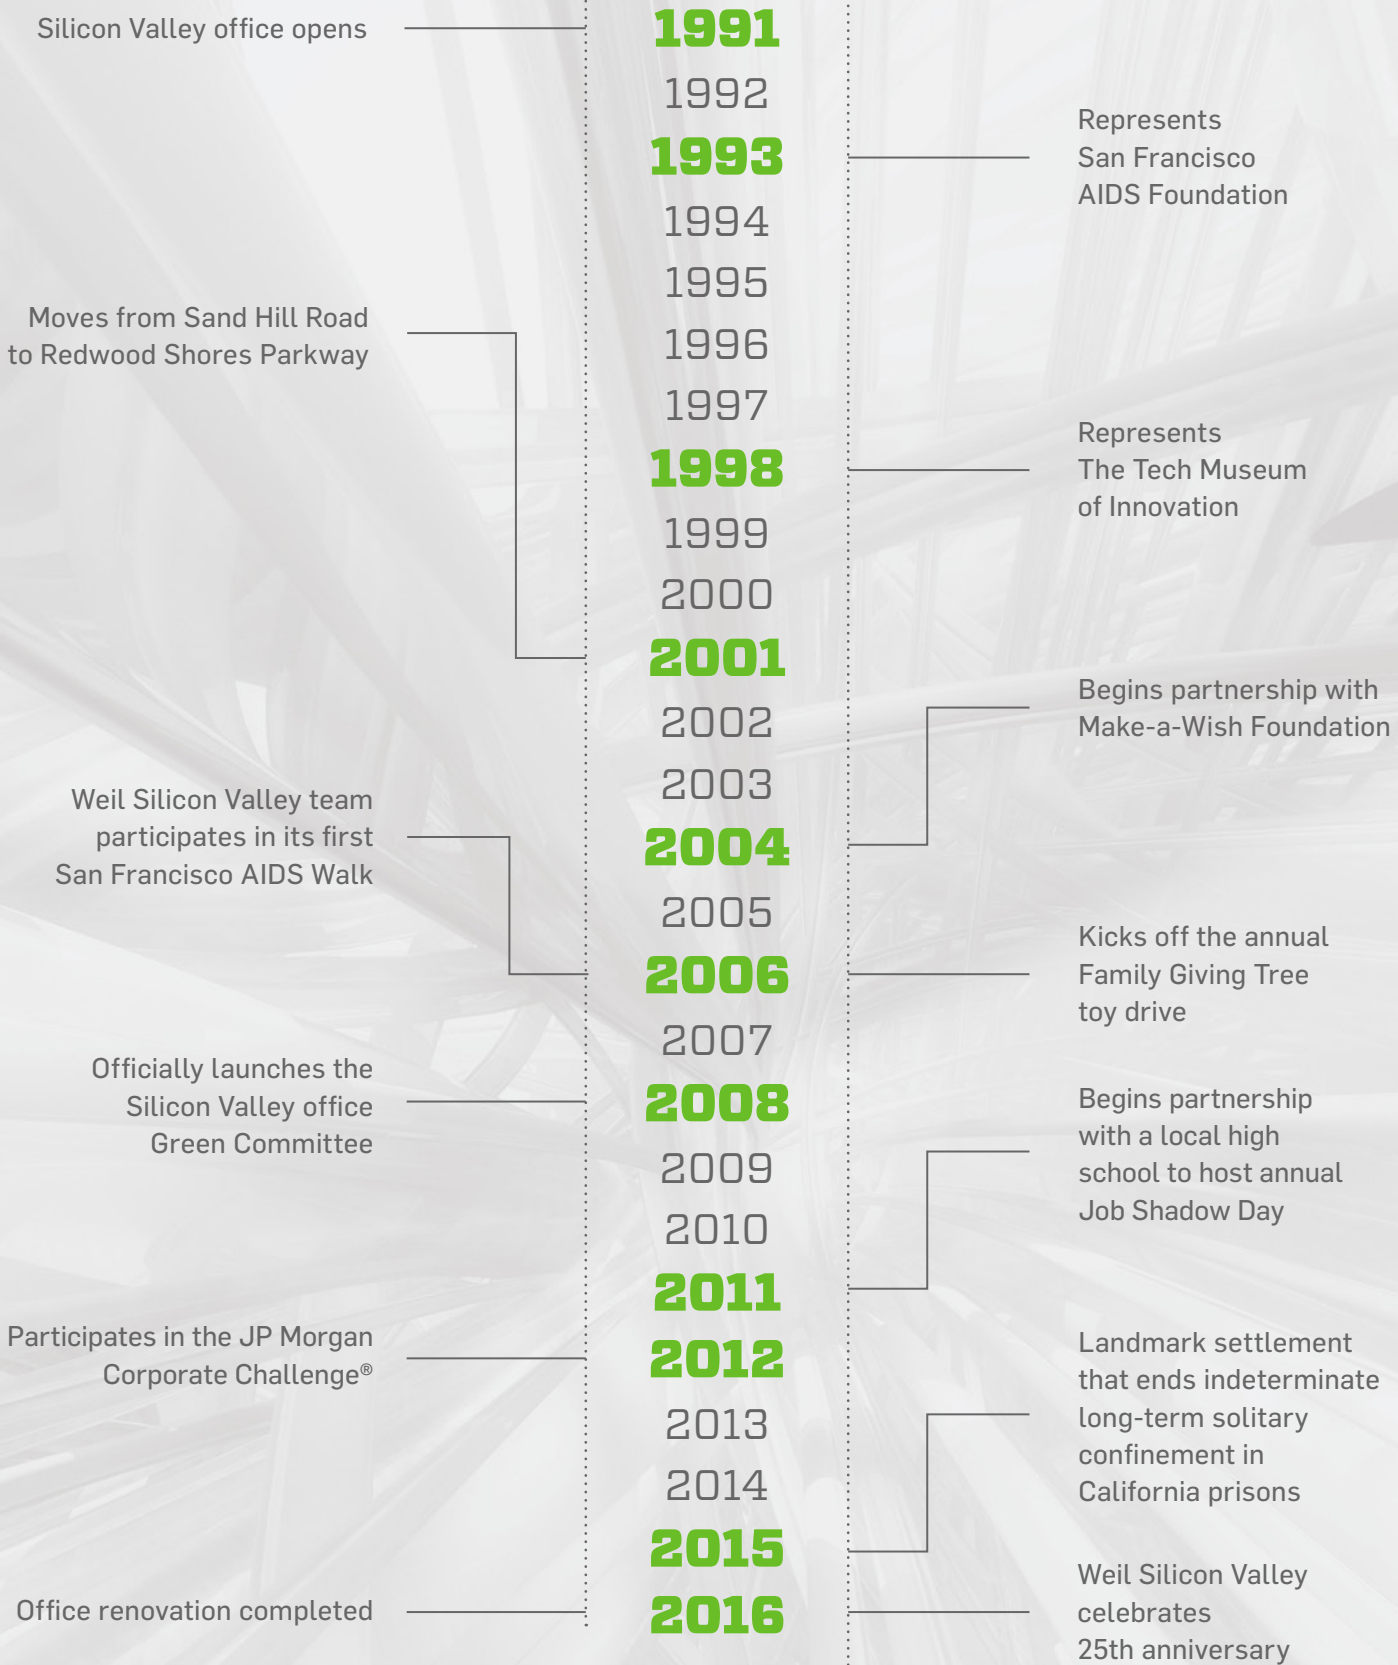 Silicon Valley office opens
1991
1992
1993
Represents
San Francisco
AIDS Foundation
1994
1995
Moves from Sand Hill Road
to Redwood Shores Parkway
1996
1997
1998
Represents
The Tech Museum
of Innovation
1999
2000
2001
2002
Begins partnership with
Make-a-Wish Foundation
2003
Weil Silicon Valley team
participates in its first
San Francisco AIDS Walk
2004
2005
2006
Kicks off the annual
Family Giving Tree
toy drive
2007
Officially launches the
Silicon Valley office
Green Committee
2008
Begins partnership
with a local high
school to host annual
Job Shadow Day
2009
2010
2011
Participates in the JP Morgan
Corporate Challenge®
2012
Landmark settlement
that ends indeterminate
long-term solitary
confinement in
California prisons
2013
2014
2015
Office renovation completed
2016
Weil Silicon Valley
celebrates
25th anniversary